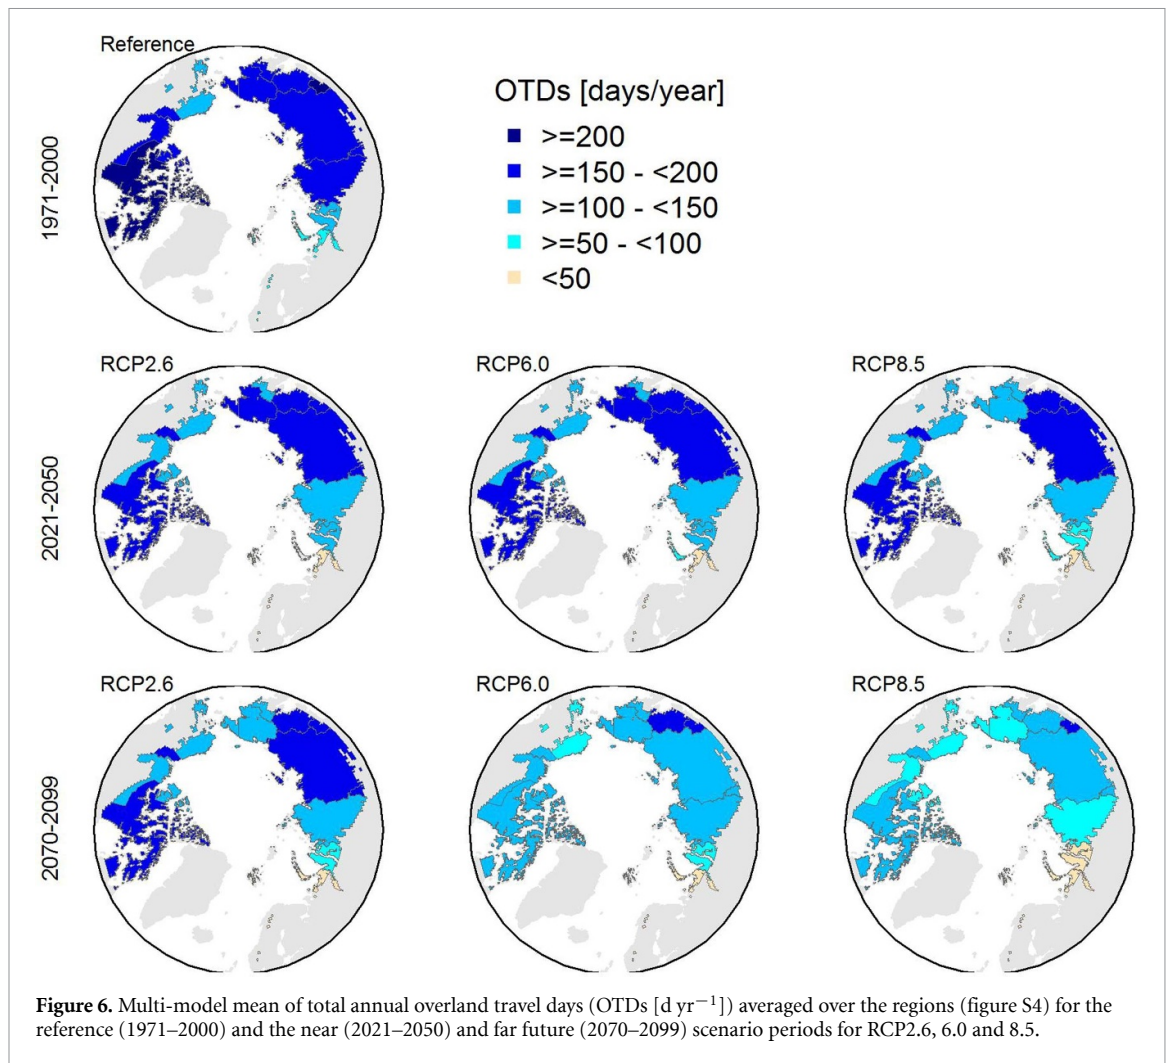 Reference
1971-2000
OTDs [days/year]
>=200
>=150 - <200
>=100 - <150
>=50 - <100
<50
RCP2.6
RCP6.0
RCP8.5
2021-2050
RCP2.6
RCP6.0
RCP8.5
2070-2099
Figure 6. Multi-model mean of total annual overland travel days (OTDs [d yr−1]) averaged over the regions (figure S4) for the
reference (1971–2000) and the near (2021–2050) and far future (2070–2099) scenario periods for RCP2.6, 6.0 and 8.5.